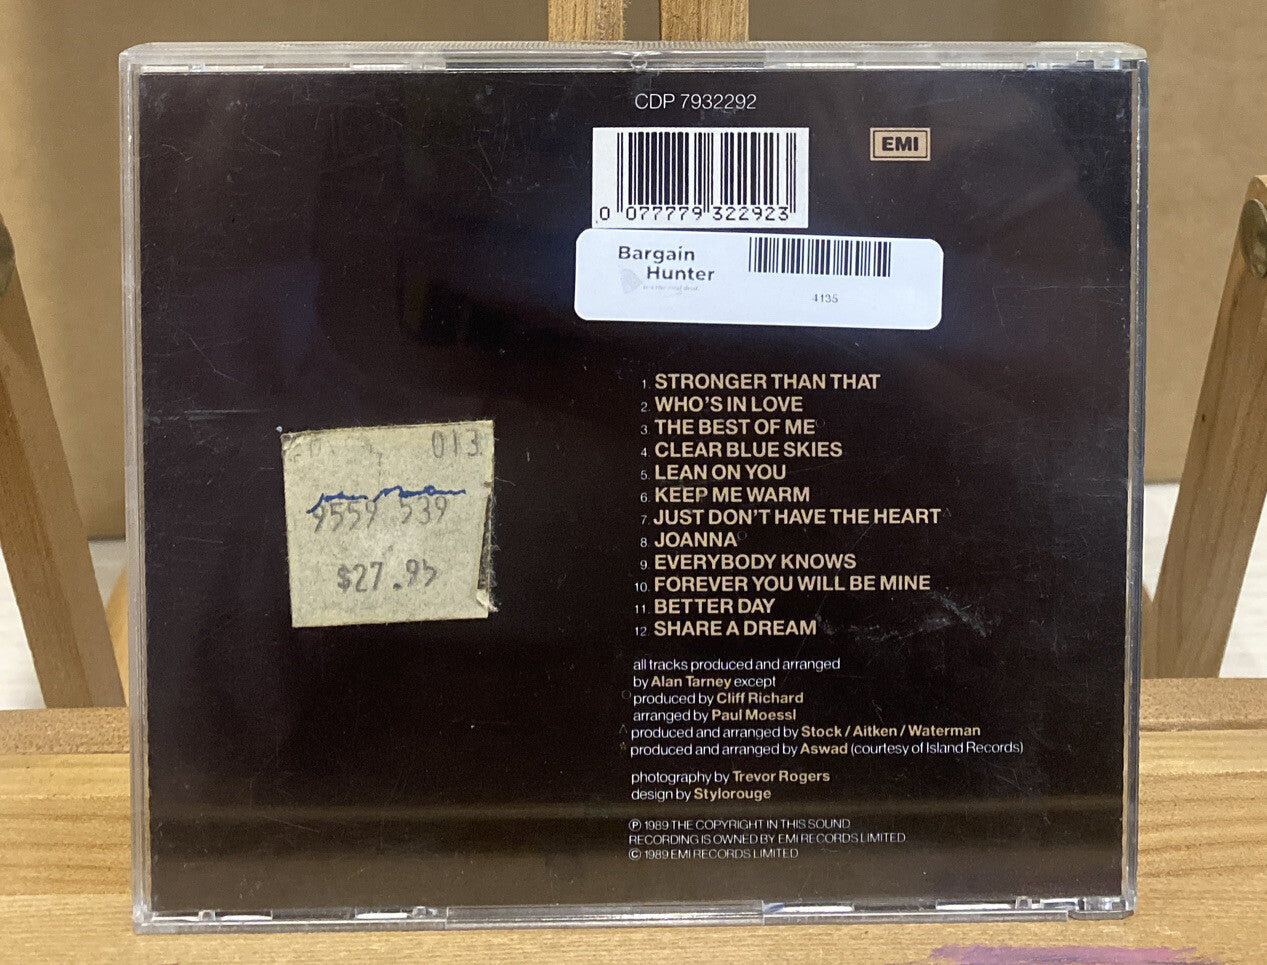 CDP 7932292
EMI
0 077779 322923
Bargain
Hunter
4135
1. STRONGER THAN THAT
2. WHO'S IN LOVE
3. THE BEST OF ME○
4. CLEAR BLUE SKIES
5. LEAN ON YOU
6. KEEP ME WARM
7. JUST DON'T HAVE THE HEART△
8. JOANNA○
9. EVERYBODY KNOWS
10. FOREVER YOU WILL BE MINE
11. BETTER DAY
12. SHARE A DREAM
013
John Martin
9559 539
$27.95
all tracks produced and arranged
by Alan Tarney except
○ produced by Cliff Richard
arranged by Paul Moessl
△ produced and arranged by Stock / Aitken / Waterman
☆ produced and arranged by Aswad (courtesy of Island Records)
photography by Trevor Rogers
design by Stylorouge
℗ 1989 THE COPYRIGHT IN THIS SOUND
RECORDING IS OWNED BY EMI RECORDS LIMITED
© 1989 EMI RECORDS LIMITED